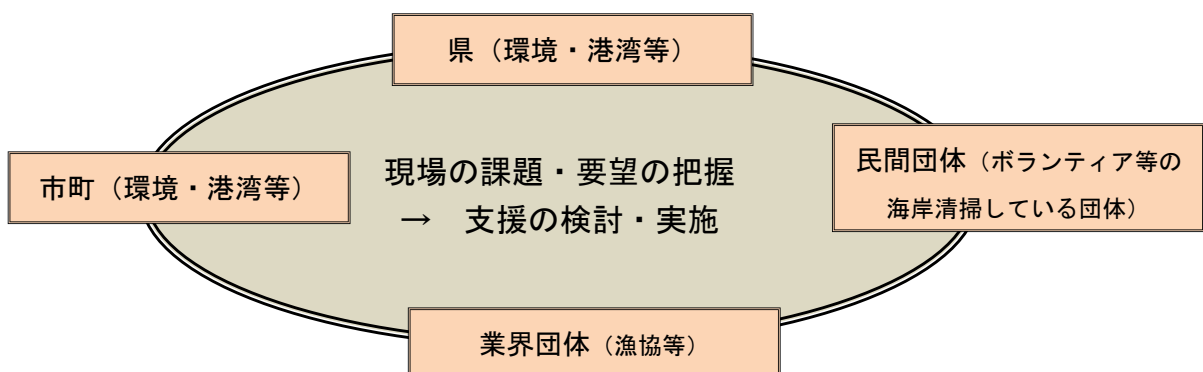 県（環境・港湾等）
市町（環境・港湾等）
現場の課題・要望の把握
→　支援の検討・実施
民間団体（ボランティア等の
海岸清掃している団体）
業界団体（漁協等）